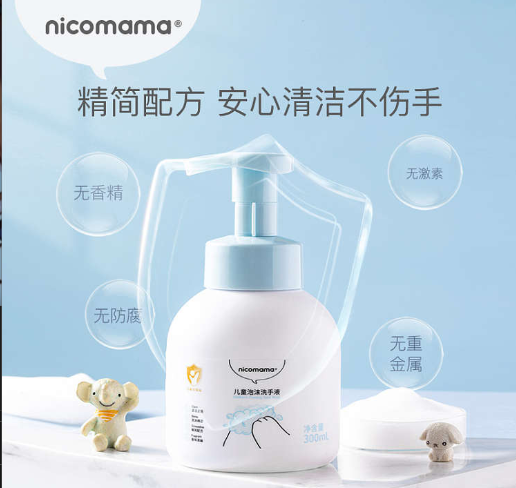 nicomama®
精简配方 安心清洁不伤手
无激素
无香精
无防腐
无重
金属
nicomama®
儿童泡沫洗手液
净含量
300mL